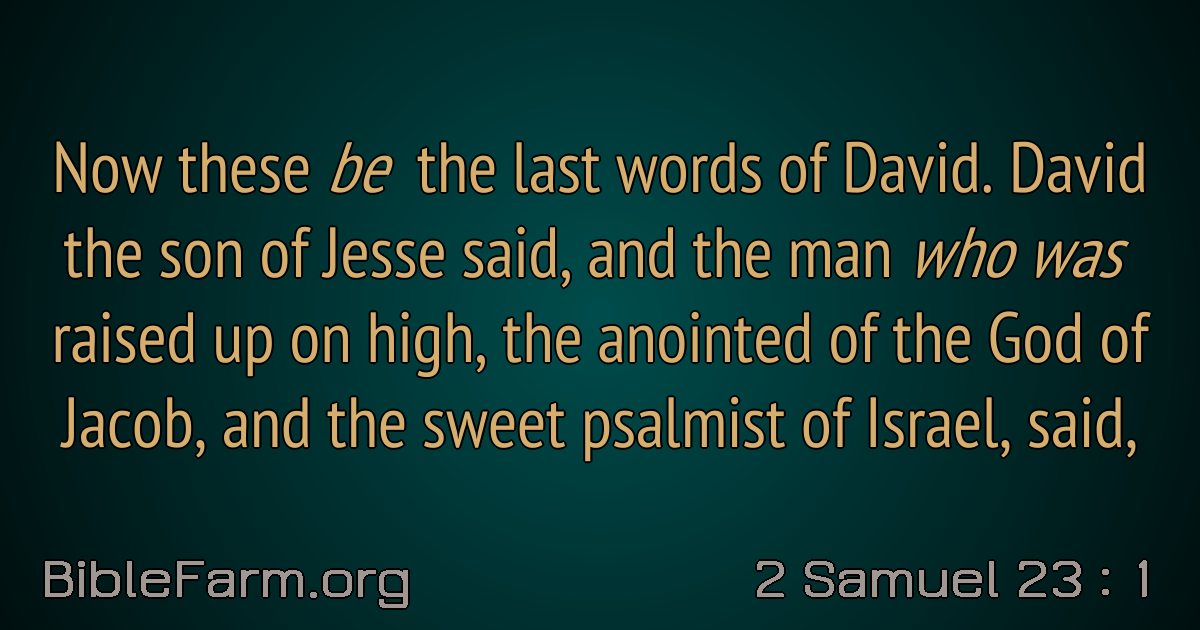 Now these be the last words of David. David
the son of Jesse said, and the man who was
raised up on high, the anointed of the God of
Jacob, and the sweet psalmist of Israel, said,
BibleFarm.org
2 Samuel 23 : 1